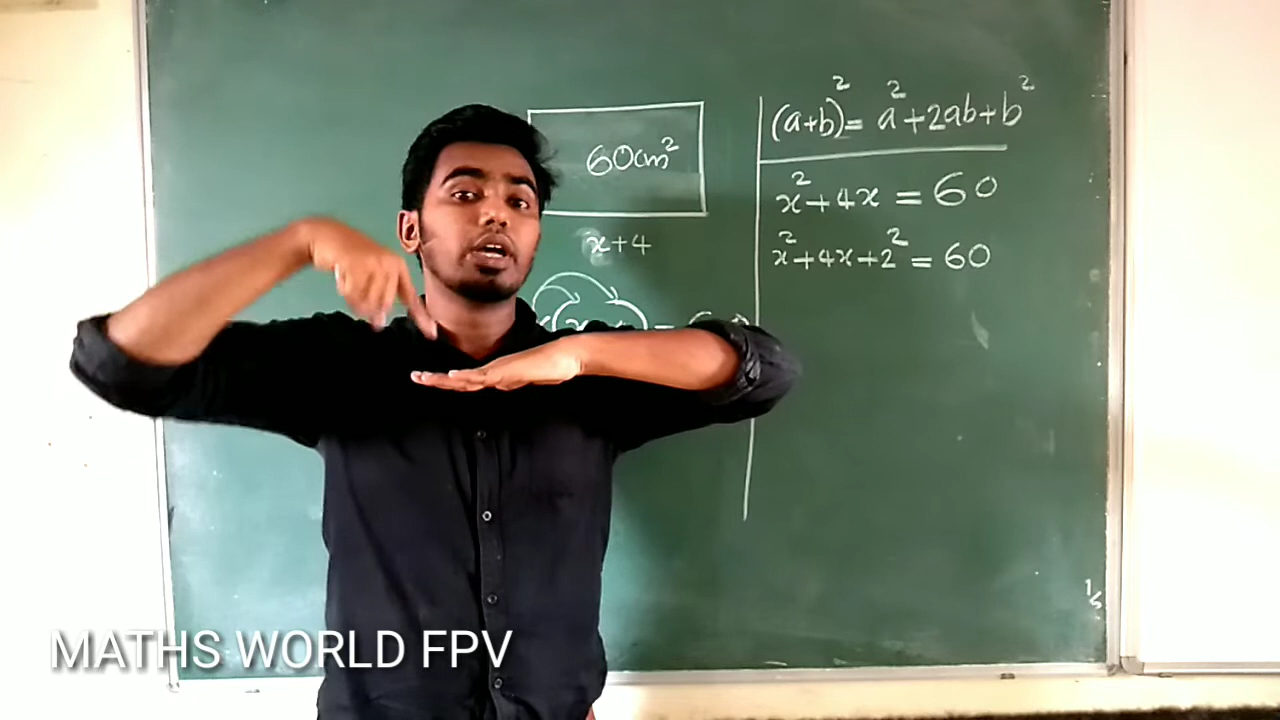 60cm²
x+4
(a+b)² = a²+2ab+b²
x²+4x = 60
x²+4x+2² = 60
MATHS WORLD FPV